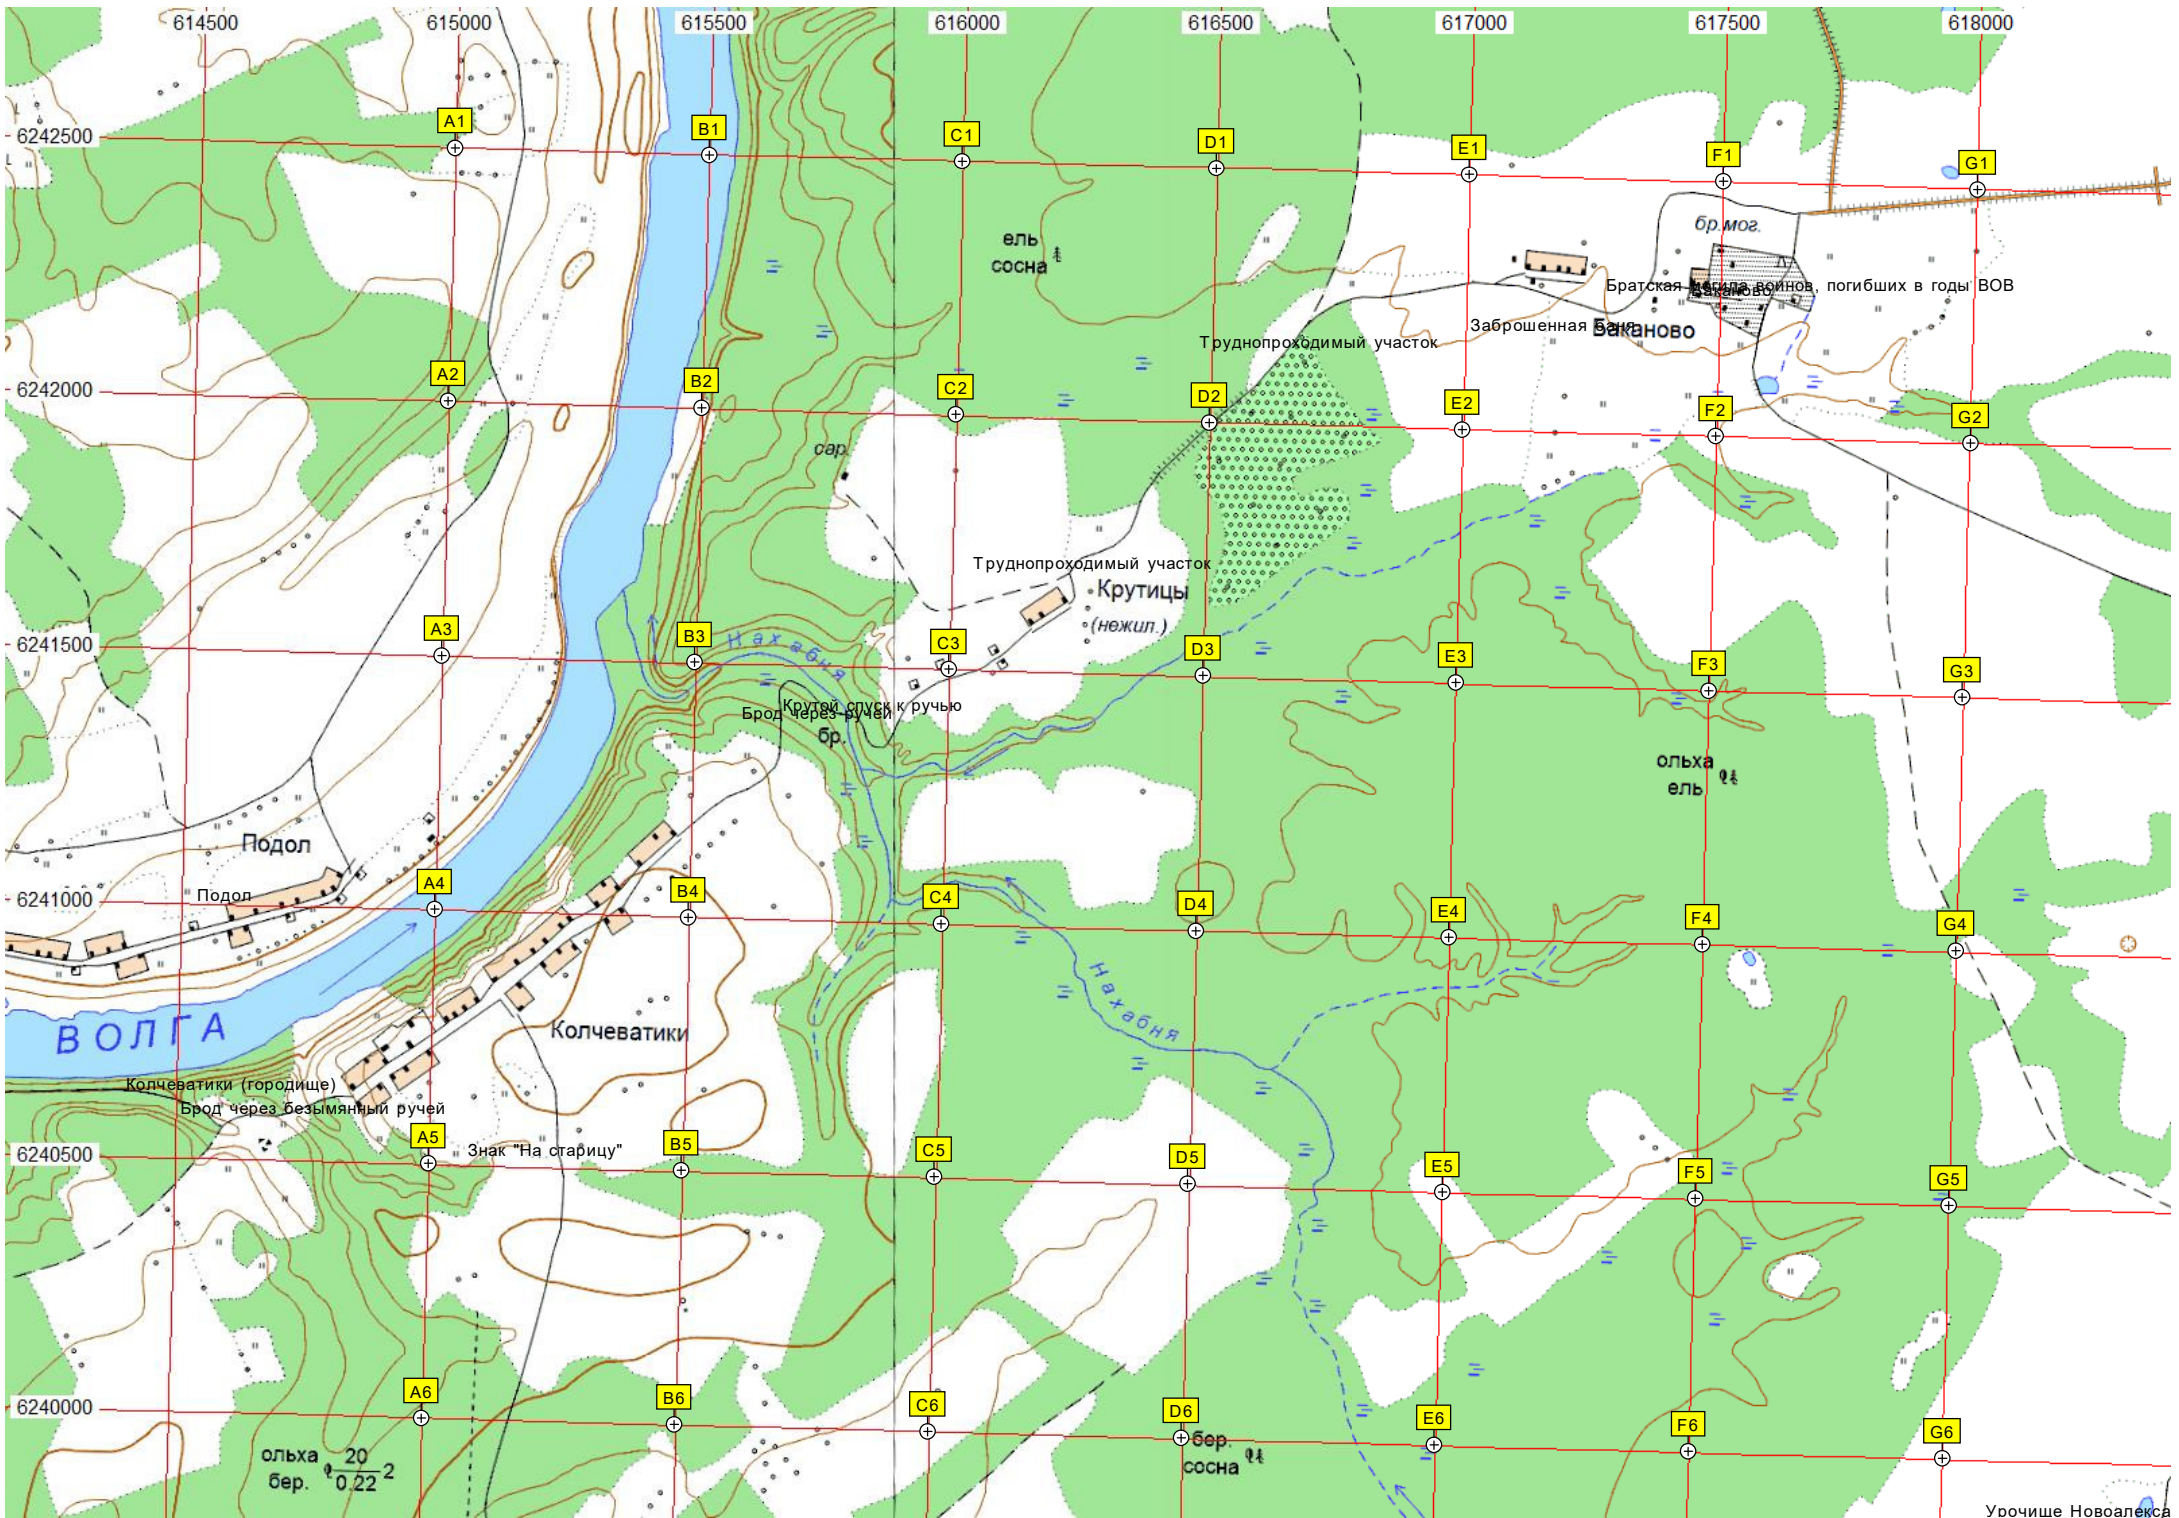 614500 615000 615500 616000 616500 617000 617500 618000
6242500
A1 B1 C1 D1 E1 F1 G1
бр.мог.
ель
сосна
Братская могила воинов, погибших в годы ВОВ
Баканово
Заброшенная баня
Баканово
Труднопроходимый участок
6242000
A2 B2 C2 D2 E2 F2 G2
сар.
Труднопроходимый участок
Крутицы
(нежил.)
6241500
A3 B3 C3 D3 E3 F3 G3
Нахабня
Крутой спуск к ручью
Брод через ручей
бр.
ольха
ель
Подол
6241000
Подол
A4 B4 C4 D4 E4 F4 G4
Нахабня
ВОЛГА
Колчеватики
Колчеватики (городище)
Брод через безымянный ручей
6240500
A5 B5 C5 D5 E5 F5 G5
Знак "На старицу"
6240000
A6 B6 C6 D6 E6 F6 G6
ольха 20
бер. 0.22 2
бер.
сосна
Урочище Новоалекса